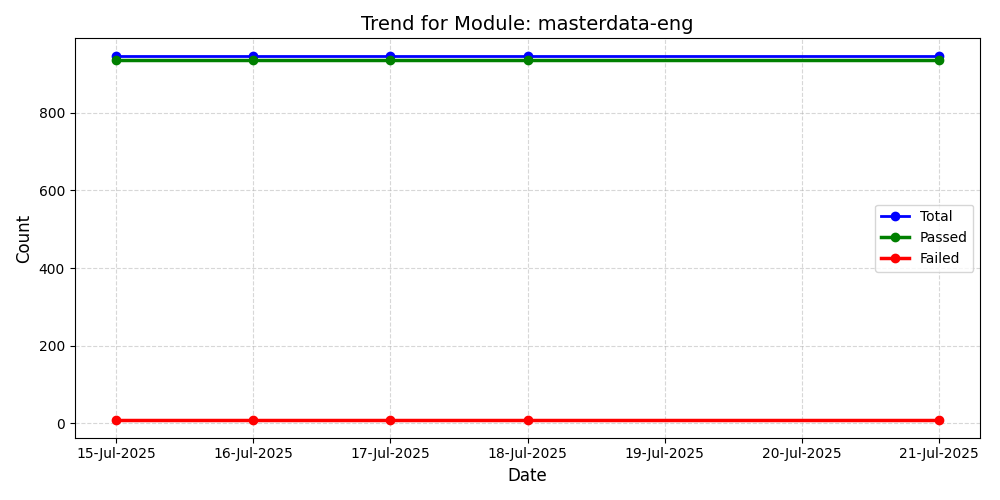 Trend for Module: masterdata-eng
Count
800
600
400
200
0
Total
Passed
Failed
15-Jul-2025 16-Jul-2025 17-Jul-2025 18-Jul-2025 19-Jul-2025 20-Jul-2025 21-Jul-2025
Date